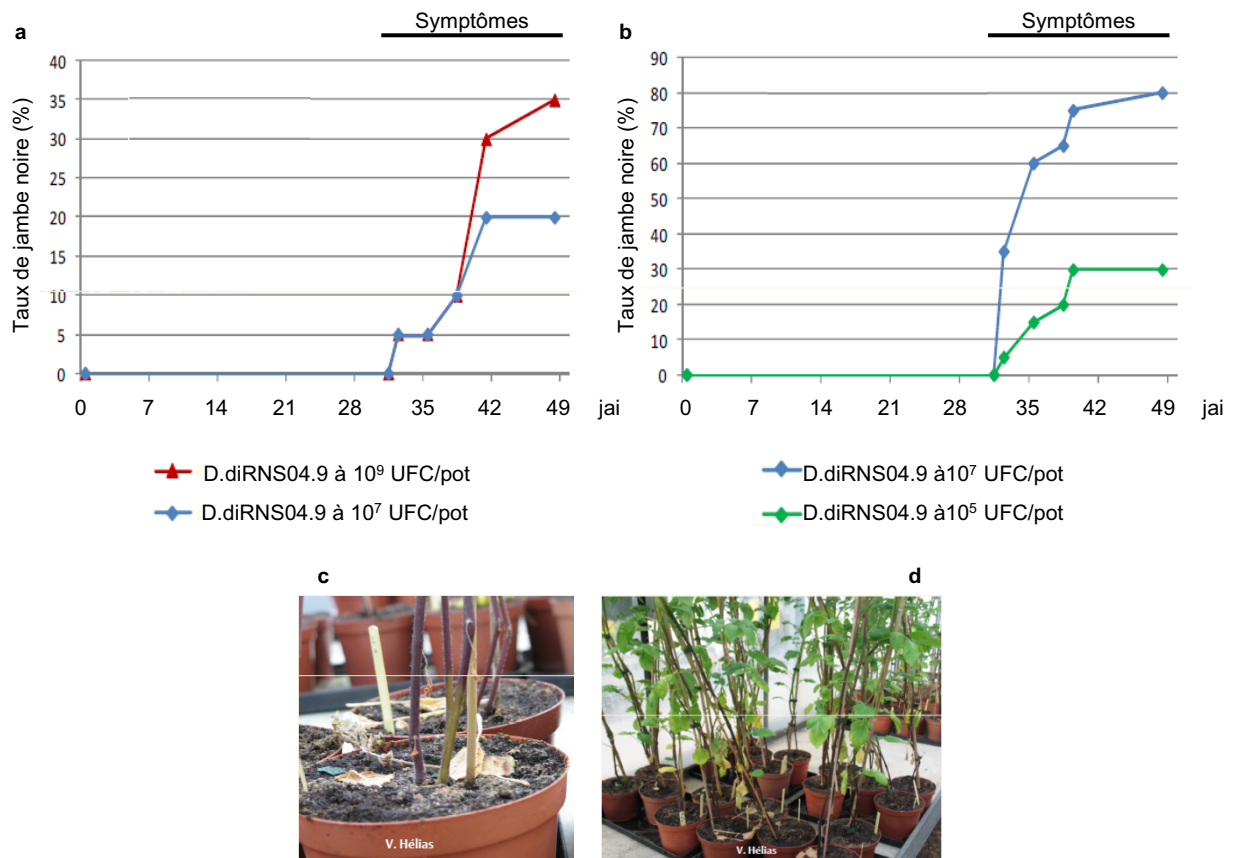 Symptômes
a
Taux de jambe noire (%)
40
35
30
25
20
15
10
5
0
0 7 14 21 28 35 42 49 jai
D.diRNS04.9 à 10⁹ UFC/pot
D.diRNS04.9 à 10⁷ UFC/pot
Symptômes
b
Taux de jambe noire (%)
90
80
70
60
50
40
30
20
10
0
0 7 14 21 28 35 42 49 jai
D.diRNS04.9 à10⁷ UFC/pot
D.diRNS04.9 à10⁵ UFC/pot
c
V. Hélias
d
V. Hélias